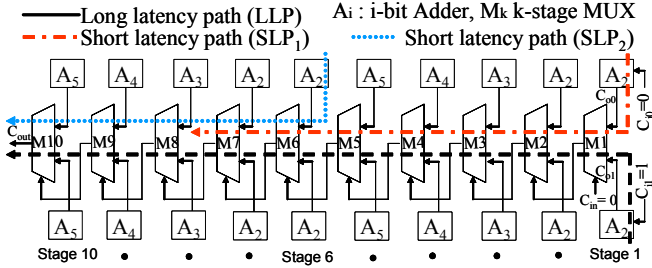 Long latency path (LLP) Ai : i-bit Adder, Mk k-stage MUX
Short latency path (SLP1) Short latency path (SLP2)
A5 A4 A3 A2 A2 A5 A4 A3 A2 A2
Co0 Ci0=0
Cout M10 M9 M8 M7 M6 M5 M4 M3 M2 M1
Co1 Ci1=1
Cin= 0
A5 A4 A3 A2 A2 A5 A4 A3 A2 A2
Stage 10 Stage 6 Stage 1